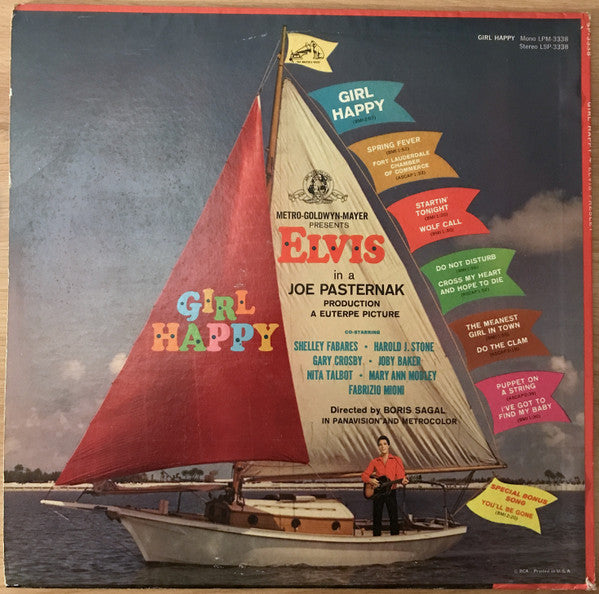 GIRL HAPPY Mono LPM-3338
Stereo LSP-3338
GIRL
HAPPY
SPRING FEVER
FORT LAUDERDALE
CHAMBER
OF COMMERCE
STARTIN'
TONIGHT
WOLF CALL
DO NOT DISTURB
CROSS MY HEART
AND HOPE TO DIE
THE MEANEST
GIRL IN TOWN
DO THE CLAM
PUPPET ON
A STRING
I'VE GOT TO
FIND MY BABY
SPECIAL BONUS
SONG
YOU'LL BE GONE
METRO-GOLDWYN-MAYER
PRESENTS
ELVIS
in a
JOE PASTERNAK
PRODUCTION
A EUTERPE PICTURE
CO-STARRING
SHELLEY FABARES • HAROLD J. STONE
GARY CROSBY • JOBY BAKER
NITA TALBOT • MARY ANN MOBLEY
FABRIZIO MIONI
Directed by BORIS SAGAL
IN PANAVISION AND METROCOLOR
GIRL
HAPPY
© RCA Printed in U.S.A.